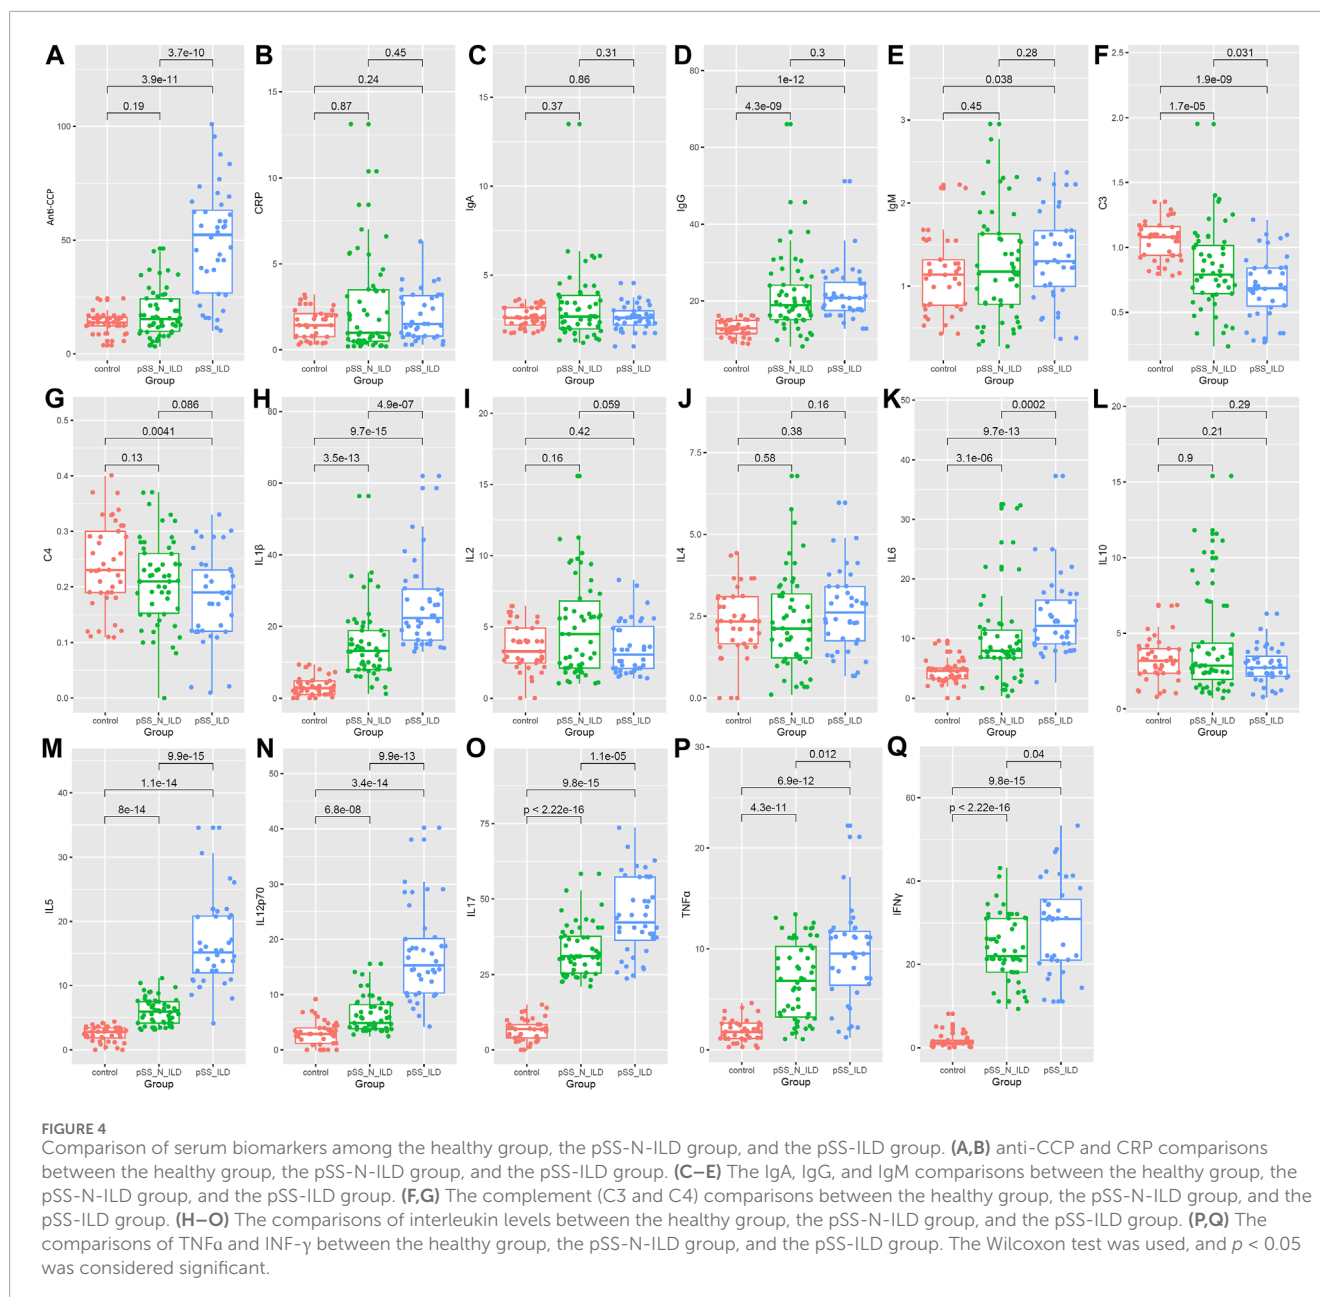 A
3.7e-10
3.9e-11
0.19
100
50
0
Anti-CCP
control pSS_N_ILD pSS_ILD
Group
B
0.45
0.24
0.87
15
10
5
0
CRP
control pSS_N_ILD pSS_ILD
Group
C
0.31
0.86
0.37
17.5
12.5
7.5
2.5
IgA
control pSS_N_ILD pSS_ILD
Group
D
0.3
1e-12
4.3e-09
80
60
40
20
IgG
control pSS_N_ILD pSS_ILD
Group
E
0.28
0.038
0.45
3
2
1
IgM
control pSS_N_ILD pSS_ILD
Group
F
0.031
1.9e-09
1.7e-05
2.5
2.0
1.5
1.0
0.5
C3
control pSS_N_ILD pSS_ILD
Group
G
0.086
0.0041
0.13
0.5
0.4
0.3
0.2
0.1
0.0
C4
control pSS_N_ILD pSS_ILD
Group
H
4.9e-07
9.7e-15
3.5e-13
80
60
40
20
0
IL1β
control pSS_N_ILD pSS_ILD
Group
I
0.059
0.42
0.16
20
15
10
5
0
IL2
control pSS_N_ILD pSS_ILD
Group
J
0.16
0.38
0.58
7.5
5.0
2.5
0.0
IL4
control pSS_N_ILD pSS_ILD
Group
K
0.0002
9.7e-13
3.1e-06
50
40
30
20
10
0
IL6
control pSS_N_ILD pSS_ILD
Group
L
0.29
0.21
0.9
20
15
10
5
0
IL10
control pSS_N_ILD pSS_ILD
Group
M
9.9e-15
1.1e-14
8e-14
40
30
20
10
0
IL5
control pSS_N_ILD pSS_ILD
Group
N
9.9e-13
3.4e-14
6.8e-08
50
40
30
20
10
0
IL12p70
control pSS_N_ILD pSS_ILD
Group
O
1.1e-05
9.8e-15
p < 2.22e-16
75
50
25
0
IL17
control pSS_N_ILD pSS_ILD
Group
P
0.012
6.9e-12
4.3e-11
30
20
10
0
TNFα
control pSS_N_ILD pSS_ILD
Group
Q
0.04
9.8e-15
p < 2.22e-16
60
40
20
0
IFNγ
control pSS_N_ILD pSS_ILD
Group
FIGURE 4
Comparison of serum biomarkers among the healthy group, the pSS-N-ILD group, and the pSS-ILD group. (A,B) anti-CCP and CRP comparisons
between the healthy group, the pSS-N-ILD group, and the pSS-ILD group. (C–E) The IgA, IgG, and IgM comparisons between the healthy group, the
pSS-N-ILD group, and the pSS-ILD group. (F,G) The complement (C3 and C4) comparisons between the healthy group, the pSS-N-ILD group, and the
pSS-ILD group. (H–O) The comparisons of interleukin levels between the healthy group, the pSS-N-ILD group, and the pSS-ILD group. (P,Q) The
comparisons of TNFα and INF-γ between the healthy group, the pSS-N-ILD group, and the pSS-ILD group. The Wilcoxon test was used, and p < 0.05
was considered significant.